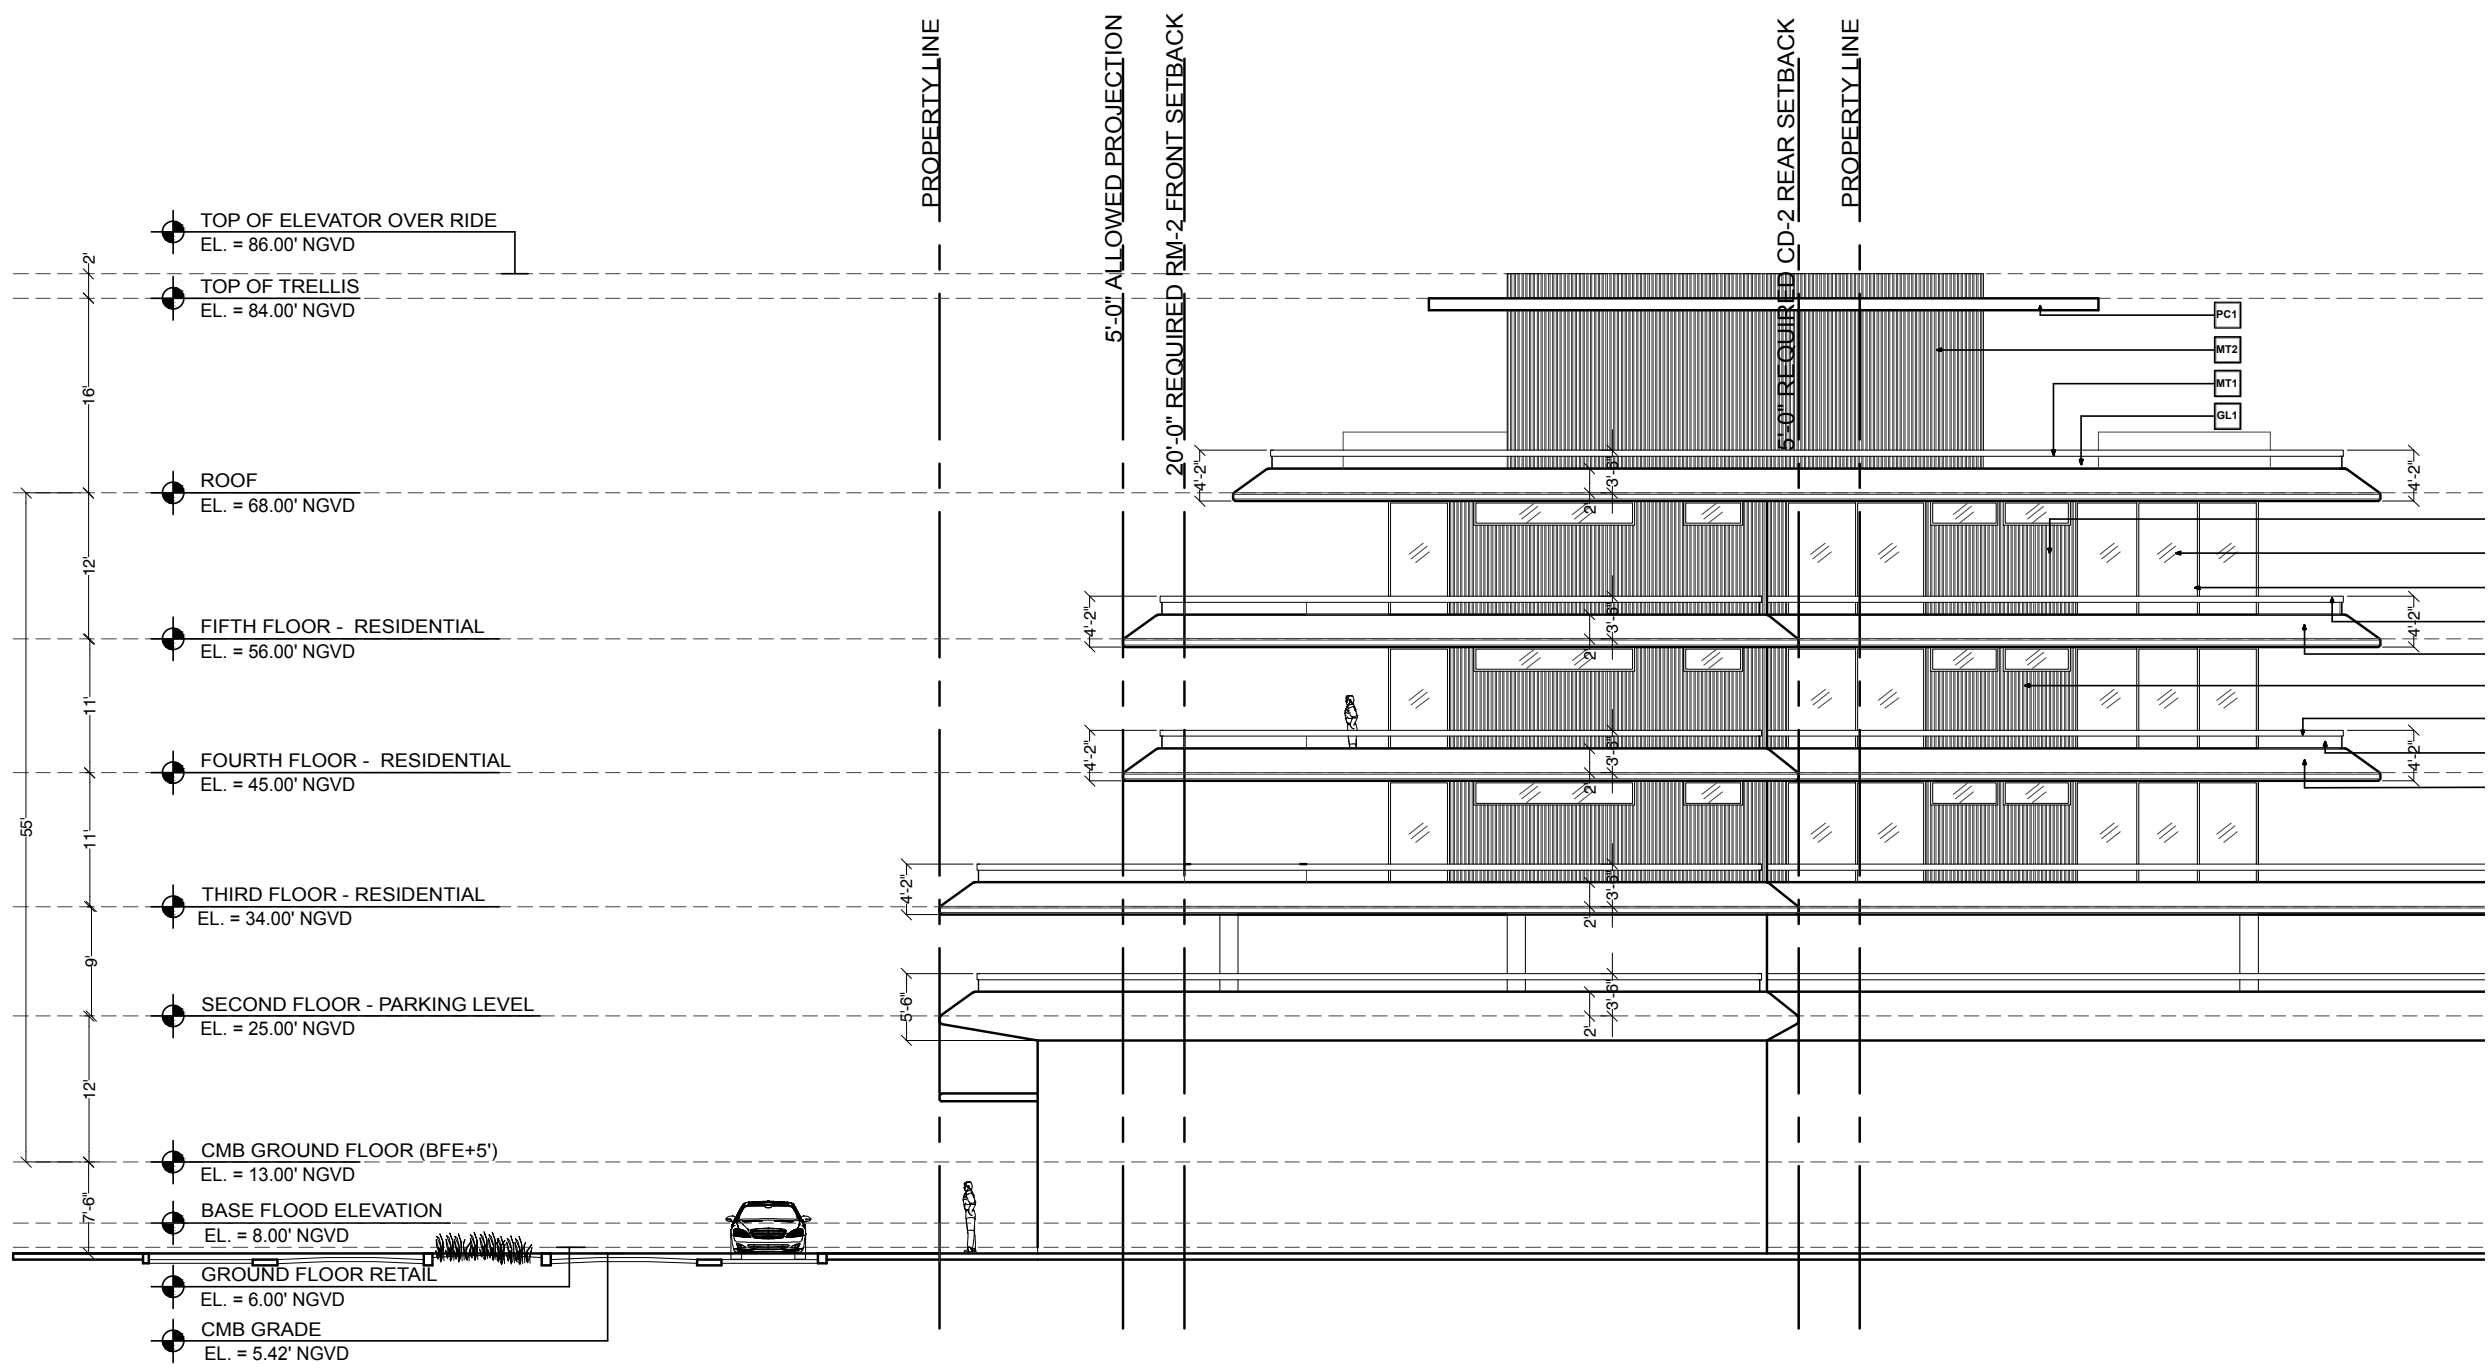 PROPERTY LINE
5'-0" ALLOWED PROJECTION
20'-0" REQUIRED RM-2 FRONT SETBACK
5'-0" REQUIRED CD-2 REAR SETBACK
PROPERTY LINE
TOP OF ELEVATOR OVER RIDE
EL. = 86.00' NGVD
2'
TOP OF TRELLIS
EL. = 84.00' NGVD
PC1
MT2
MT1
GL1
16'
4'-2"
3'-6"
4'-2"
ROOF
EL. = 68.00' NGVD
2'
12'
4'-2"
3'-6"
4'-2"
FIFTH FLOOR - RESIDENTIAL
EL. = 56.00' NGVD
2'
11'
4'-2"
3'-6"
4'-2"
FOURTH FLOOR - RESIDENTIAL
EL. = 45.00' NGVD
2'
55'
11'
4'-2"
3'-6"
THIRD FLOOR - RESIDENTIAL
EL. = 34.00' NGVD
2'
9'
5'-6"
3'-6"
SECOND FLOOR - PARKING LEVEL
EL. = 25.00' NGVD
2'
12'
CMB GROUND FLOOR (BFE+5')
EL. = 13.00' NGVD
7'-6"
BASE FLOOD ELEVATION
EL. = 8.00' NGVD
GROUND FLOOR RETAIL
EL. = 6.00' NGVD
CMB GRADE
EL. = 5.42' NGVD